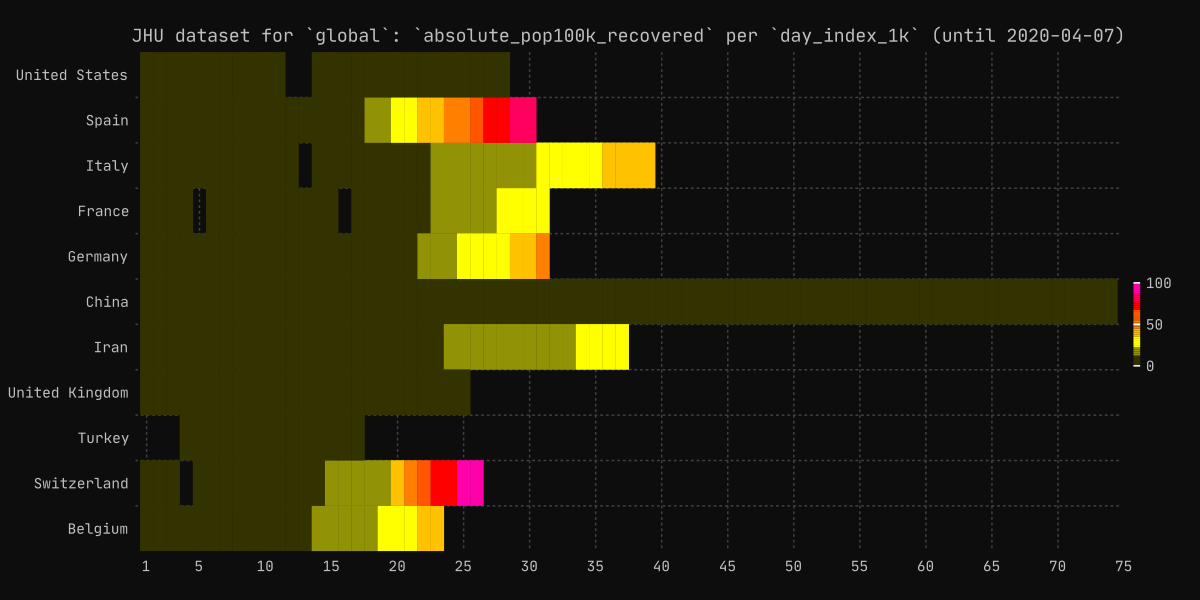 JHU dataset for `global`: `absolute_pop100k_recovered` per `day_index_1k` (until 2020-04-07)
United States
Spain
Italy
France
Germany
China
Iran
United Kingdom
Turkey
Switzerland
Belgium
100
50
0
1 5 10 15 20 25 30 35 40 45 50 55 60 65 70 75